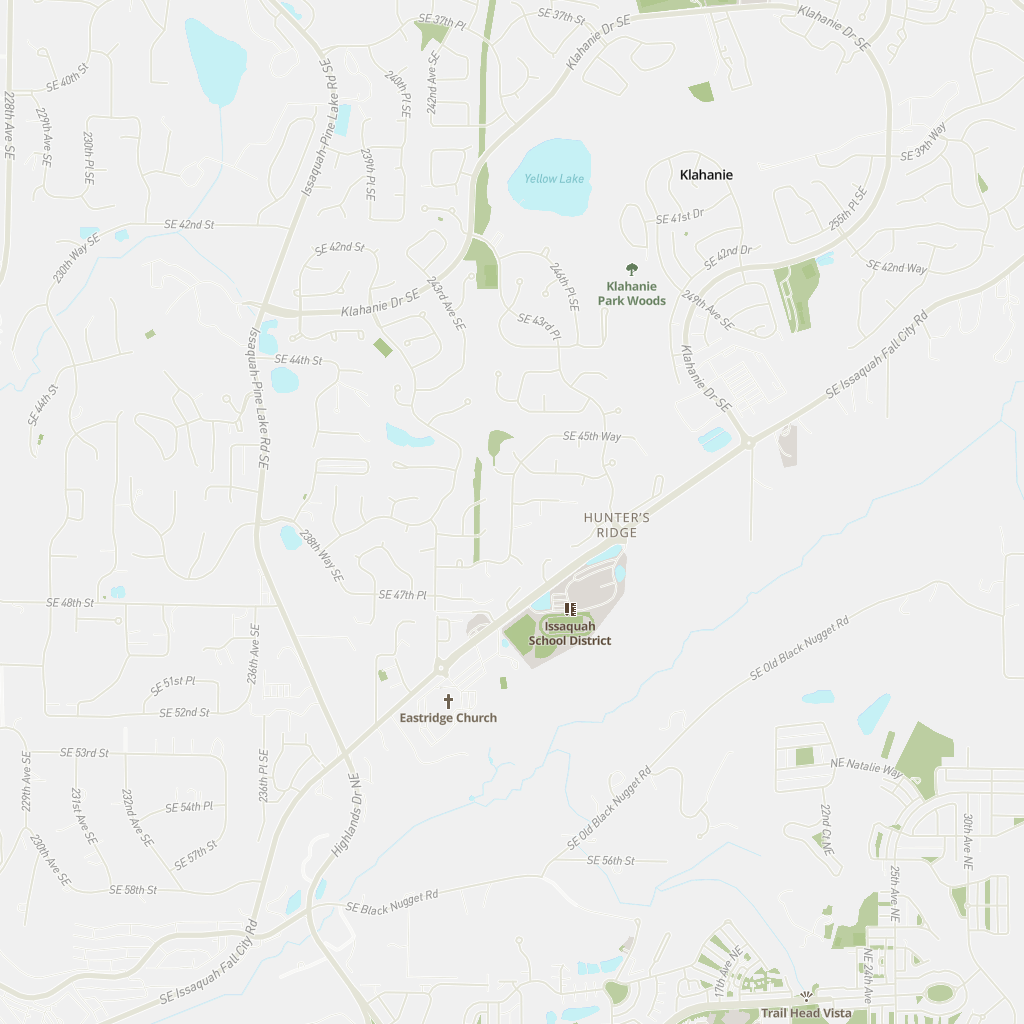 SE 37th Pl
SE 37th St
Klahanie Dr SE
Klahanie Dr SE
SE 40th St
240th Pl SE
242nd Ave SE
Issaquah-Pine Lake Rd SE
228th Ave SE
229th Ave SE
230th Pl SE
239th Pl SE
SE 39th Way
Yellow Lake
Klahanie
255th Pl SE
SE 41st Dr
SE 42nd St
230th Way SE
SE 42nd St
SE 42nd Dr
SE 42nd Way
243rd Ave SE
246th Pl SE
Klahanie
Park Woods
Klahanie Dr SE
249th Ave SE
SE 43rd Pl
SE Issaquah Fall City Rd
Issaquah-Pine Lake Rd SE
SE 44th St
SE 44th St
Klahanie Dr SE
SE 45th Way
HUNTER'S
RIDGE
238th Way SE
SE 47th Pl
SE 48th St
Issaquah
School District
236th Ave SE
SE Old Black Nugget Rd
SE 51st Pl
SE 52nd St
Eastridge Church
SE 53rd St
229th Ave SE
231st Ave SE
232nd Ave SE
236th Pl SE
NE Natalie Way
SE 54th Pl
Highlands Dr NE
SE Old Black Nugget Rd
22nd Ct NE
30th Ave NE
230th Ave SE
SE 57th St
SE 56th St
SE 58th St
25th Ave NE
SE Black Nugget Rd
SE Issaquah Fall City Rd
17th Ave NE
NE 24th Ave
Trail Head Vista